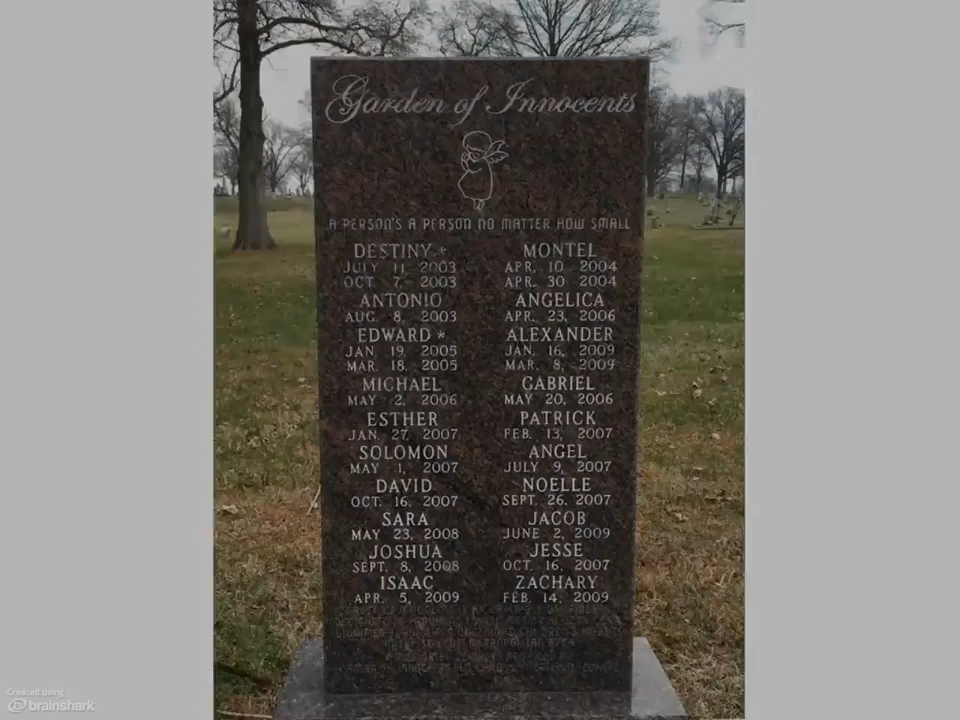 Garden of Innocents
A PERSON'S A PERSON NO MATTER HOW SMALL
DESTINY *
JULY 11 2003
OCT. 7, 2003
ANTONIO
AUG. 8, 2003
EDWARD *
JAN 19, 2005
MAR. 18, 2005
MICHAEL
MAY 2, 2006
ESTHER
JAN. 27, 2007
SOLOMON
MAY 1, 2007
DAVID
OCT. 16, 2007
SARA
MAY 23, 2008
JOSHUA
SEPT. 8, 2008
ISAAC
APR. 5, 2009
MONTEL
APR. 10, 2004
APR. 30 2004
ANGELICA
APR. 23, 2006
ALEXANDER
JAN. 16, 2009
MAR. 8, 2009
GABRIEL
MAY 20, 2006
PATRICK
FEB. 13, 2007
ANGEL
JULY 9, 2007
NOELLE
SEPT. 26, 2007
JACOB
JUNE 2, 2009
JESSE
OCT. 16, 2007
ZACHARY
FEB. 14, 2009
Created using
brainshark